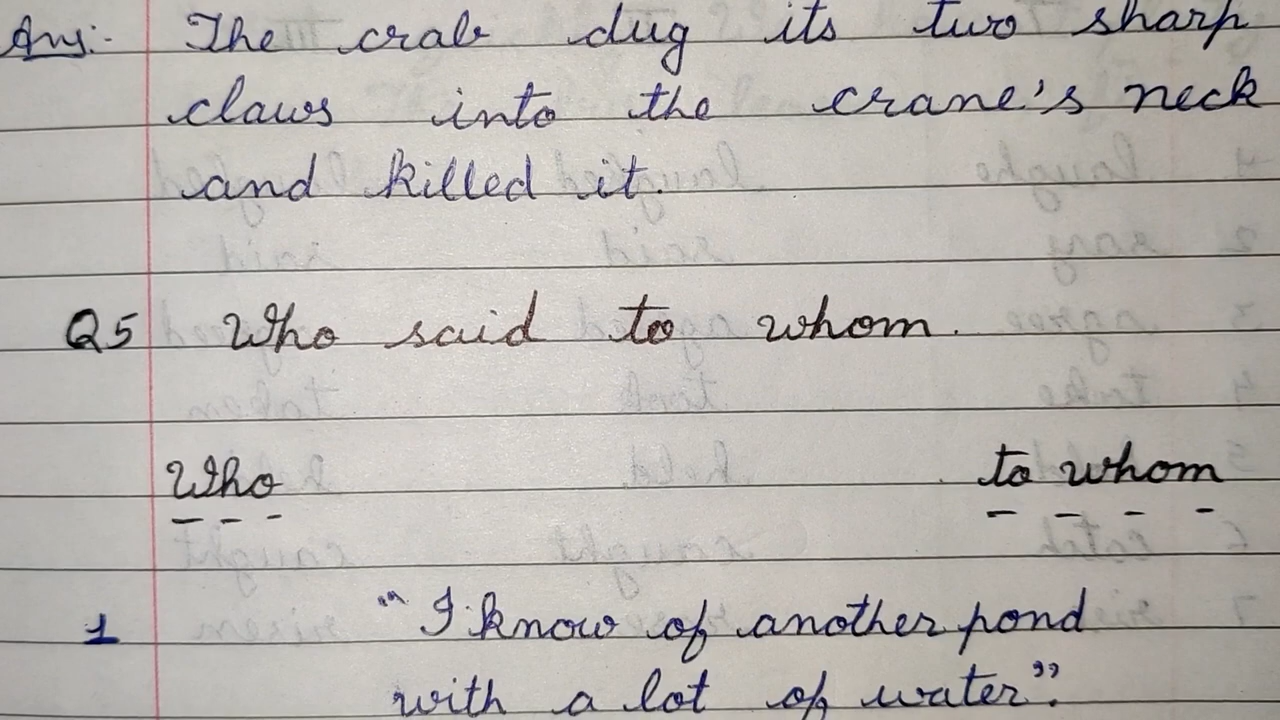 Ans:- The crab dug its two sharp
claws into the crane's neck
and killed it.
Q5 Who said to whom.
Who to whom
1 "I know of another pond
with a lot of water".